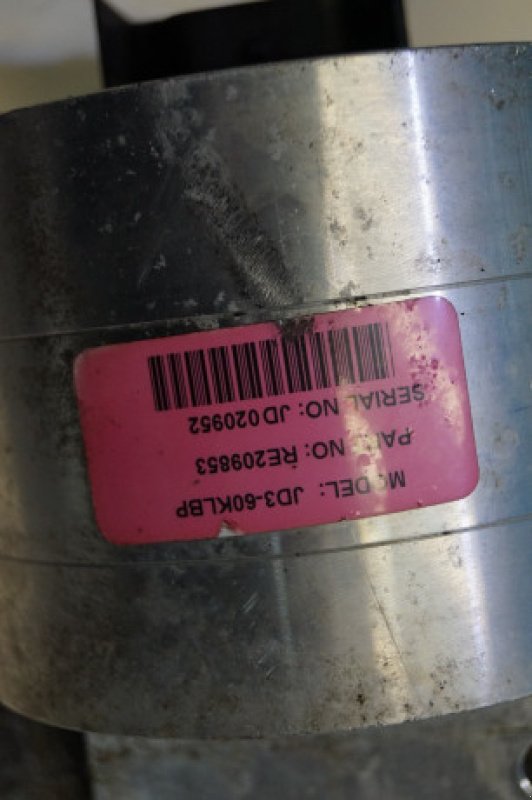 MODEL: JD3-60KLBP
PART NO: RE209853
SERIAL NO: JD020952